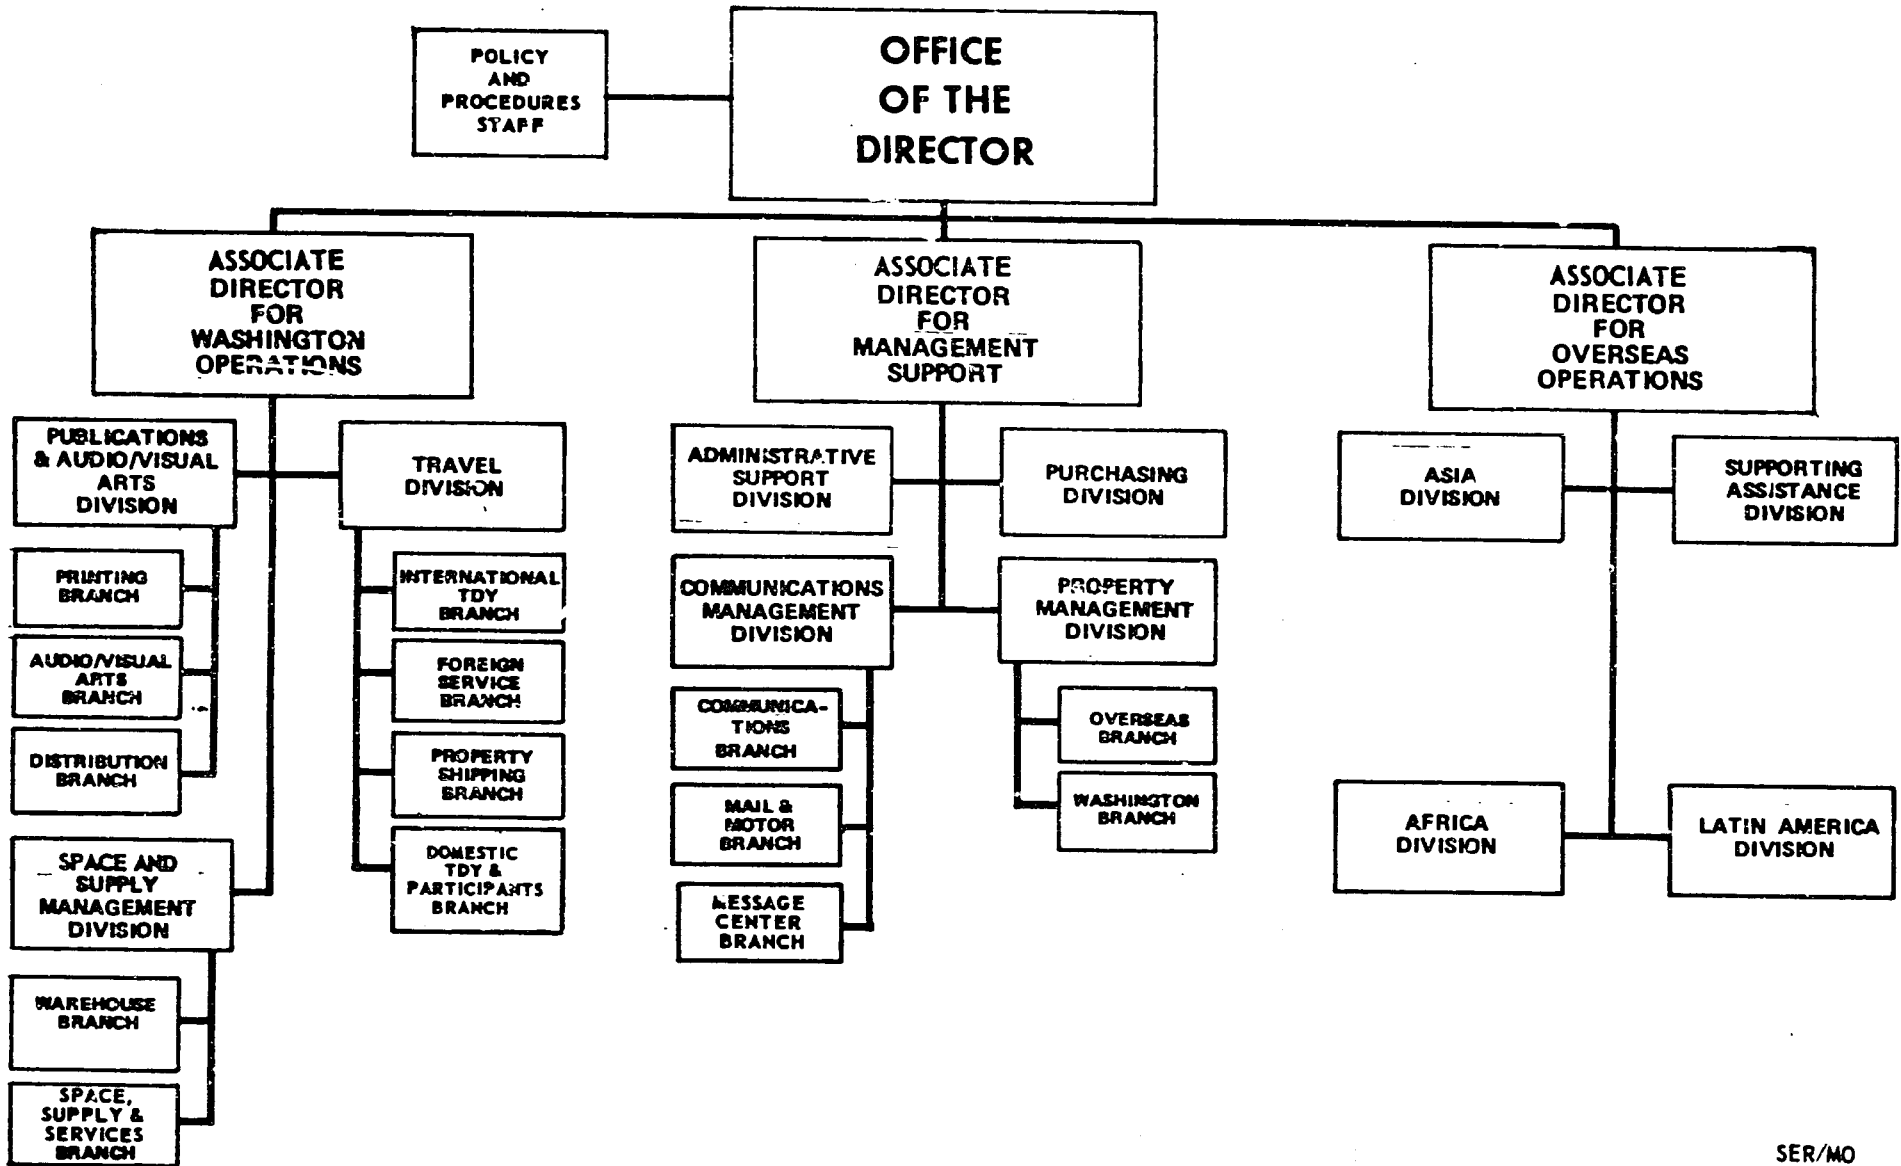 POLICY
AND
PROCEDURES
STAFF
OFFICE
OF THE
DIRECTOR
ASSOCIATE
DIRECTOR
FOR
WASHINGTON
OPERATIONS
ASSOCIATE
DIRECTOR
FOR
MANAGEMENT
SUPPORT
ASSOCIATE
DIRECTOR
FOR
OVERSEAS
OPERATIONS
PUBLICATIONS
& AUDIO/VISUAL
ARTS
DIVISION
TRAVEL
DIVISION
PRINTING
BRANCH
AUDIO/VISUAL
ARTS
BRANCH
DISTRIBUTION
BRANCH
INTERNATIONAL
TDY
BRANCH
FOREIGN
SERVICE
BRANCH
PROPERTY
SHIPPING
BRANCH
DOMESTIC
TDY &
PARTICIPANTS
BRANCH
SPACE AND
SUPPLY
MANAGEMENT
DIVISION
WAREHOUSE
BRANCH
SPACE,
SUPPLY &
SERVICES
BRANCH
ADMINISTRATIVE
SUPPORT
DIVISION
PURCHASING
DIVISION
COMMUNICATIONS
MANAGEMENT
DIVISION
PROPERTY
MANAGEMENT
DIVISION
COMMUNICA-
TIONS
BRANCH
MAIL &
MOTOR
BRANCH
MESSAGE
CENTER
BRANCH
OVERSEAS
BRANCH
WASHINGTON
BRANCH
ASIA
DIVISION
SUPPORTING
ASSISTANCE
DIVISION
AFRICA
DIVISION
LATIN AMERICA
DIVISION
SER/MO